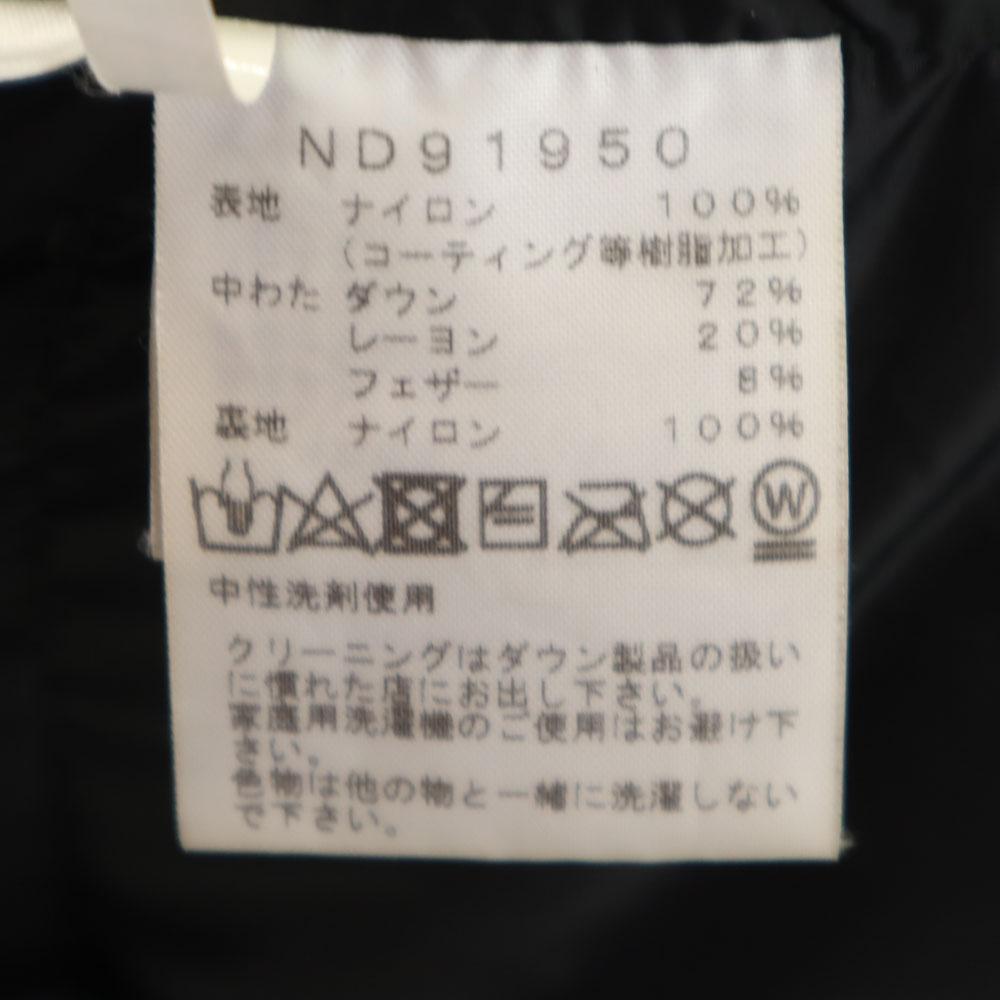 ND91950
表地 ナイロン 100%
(コーティング等樹脂加工)
中わた ダウン 72%
レーヨン 20%
フェザー 8%
裏地 ナイロン 100%
W
中性洗剤使用
クリーニングはダウン製品の扱い
に慣れた店にお出し下さい。
家庭用洗濯機のご使用はお避け下
さい。
色物は他の物と一緒に洗濯しない
で下さい。